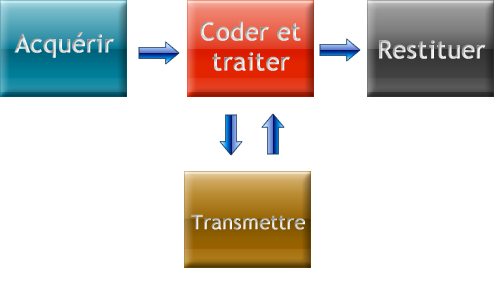 Acquérir
Coder et
traiter
Restituer
Transmettre